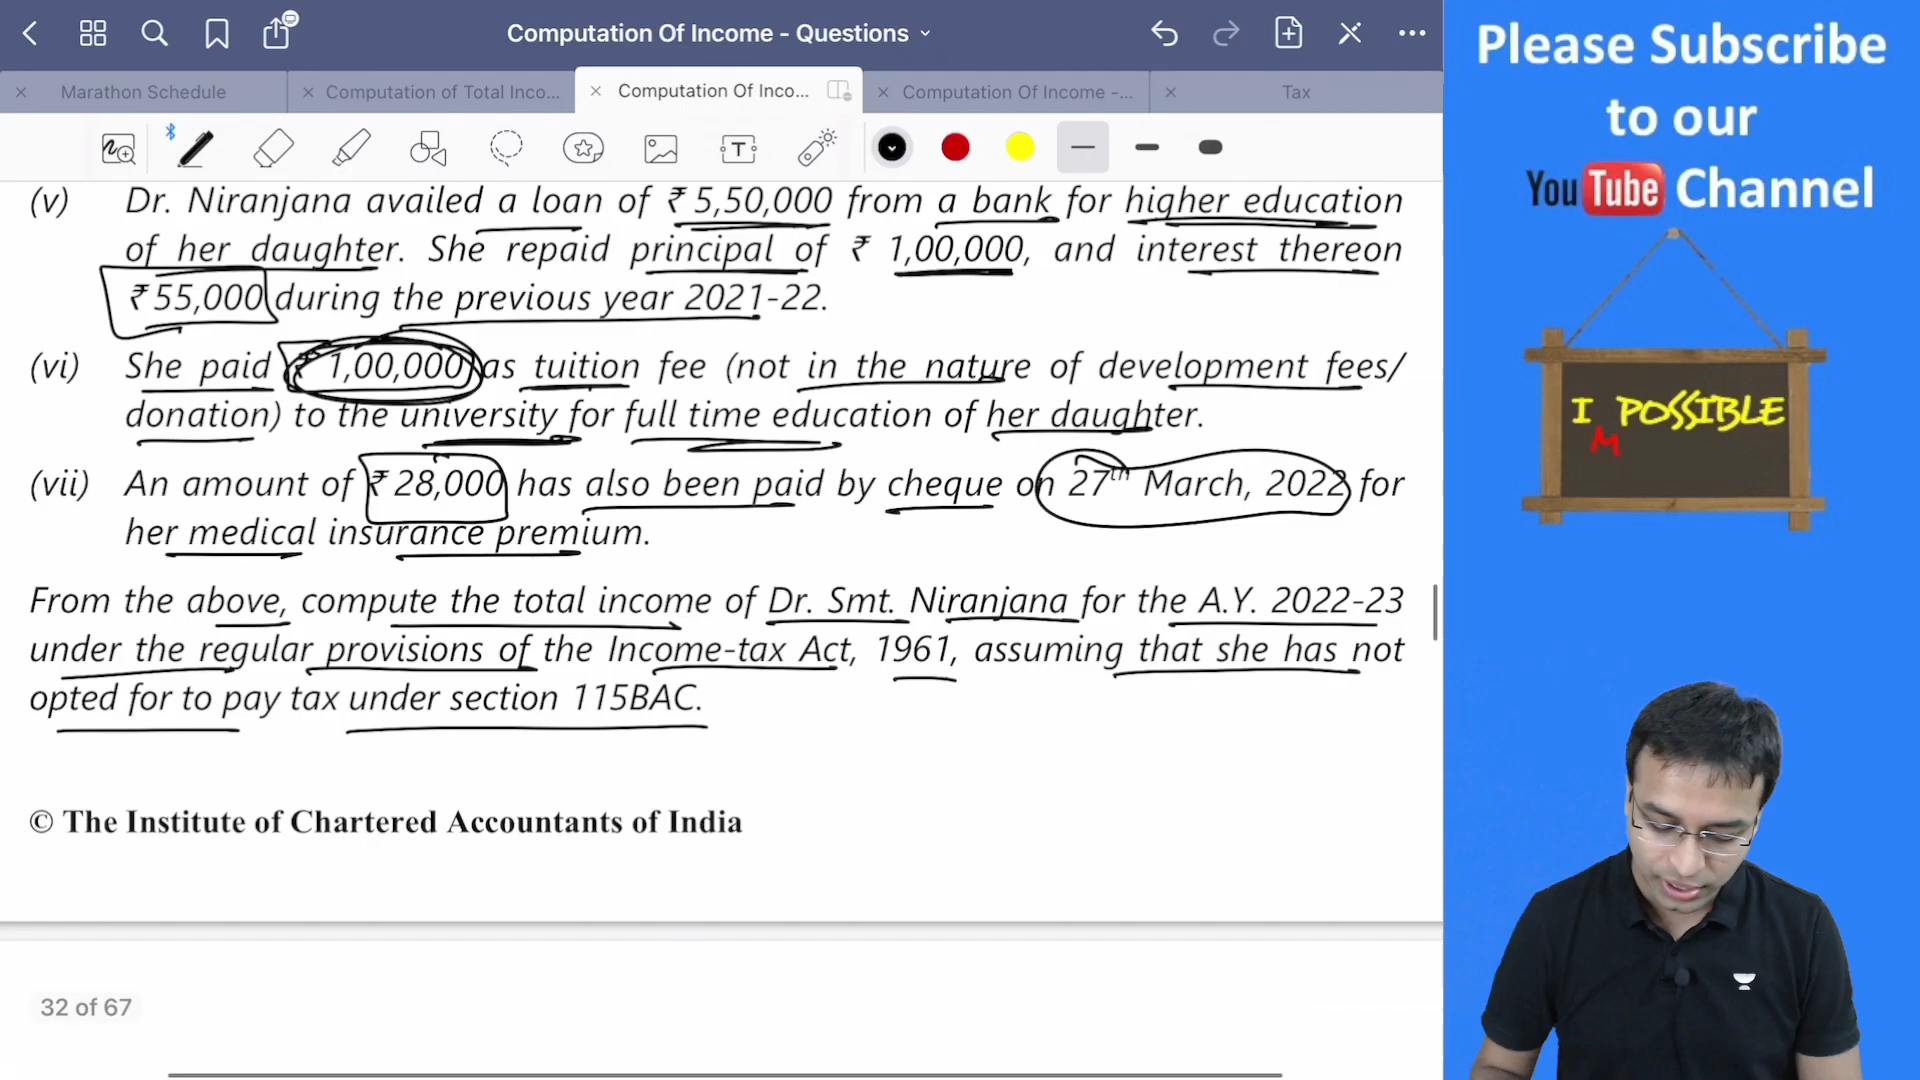 Computation Of Income - Questions
Marathon Schedule
Computation of Total Inco...
Computation Of Inco...
Computation Of Income -...
Tax
(v) Dr. Niranjana availed a loan of ₹ 5,50,000 from a bank for higher education
of her daughter. She repaid principal of ₹ 1,00,000, and interest thereon
₹ 55,000 during the previous year 2021-22.
(vi) She paid ₹ 1,00,000 as tuition fee (not in the nature of development fees/
donation) to the university for full time education of her daughter.
(vii) An amount of ₹ 28,000 has also been paid by cheque on 27th March, 2022 for
her medical insurance premium.
From the above, compute the total income of Dr. Smt. Niranjana for the A.Y. 2022-23
under the regular provisions of the Income-tax Act, 1961, assuming that she has not
opted for to pay tax under section 115BAC.
© The Institute of Chartered Accountants of India
32 of 67
Please Subscribe
to our
YouTube Channel
I M POSSIBLE